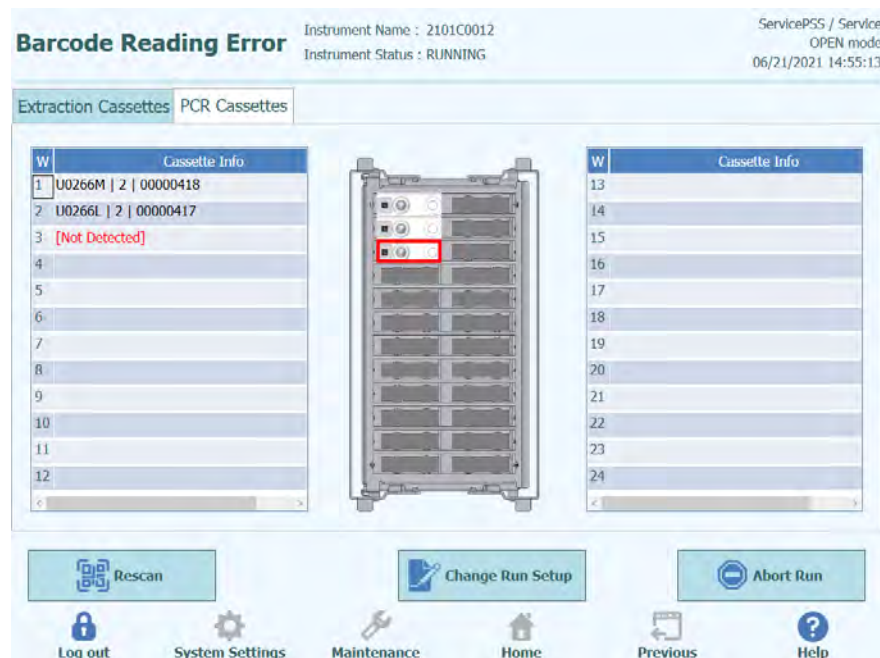 Barcode Reading Error
Instrument Name : 2101C0012
Instrument Status : RUNNING
ServicePSS / Service
OPEN mode
06/21/2021 14:55:13
Extraction Cassettes
PCR Cassettes
W Cassette Info
1 U0266M | 2 | 00000418
2 U0266L | 2 | 00000417
3 [Not Detected]
4
5
6
7
8
9
10
11
12
W Cassette Info
13
14
15
16
17
18
19
20
21
22
23
24
Rescan
Change Run Setup
Abort Run
Log out
System Settings
Maintenance
Home
Previous
Help